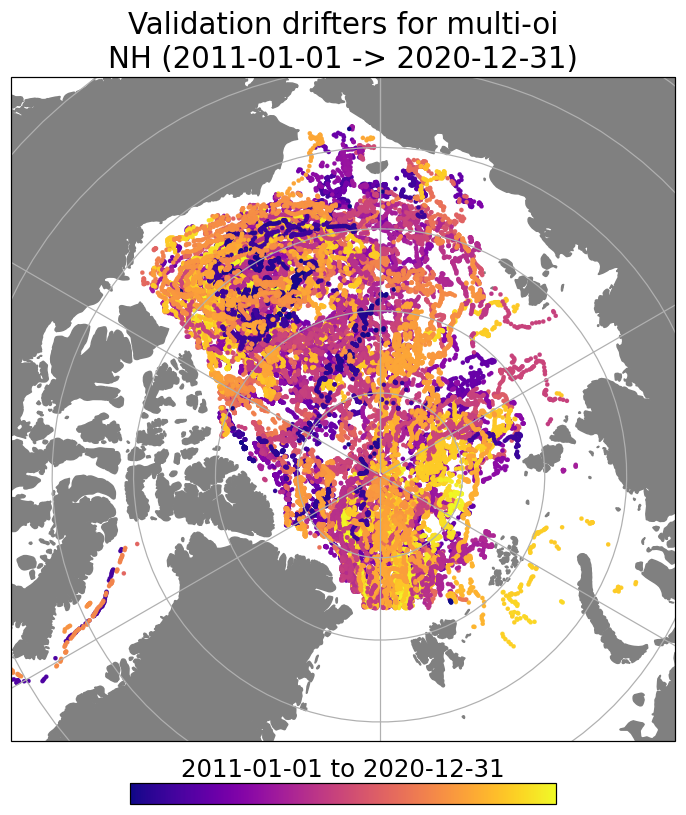 Validation drifters for multi-oi
NH (2011-01-01 -> 2020-12-31)
2011-01-01 to 2020-12-31